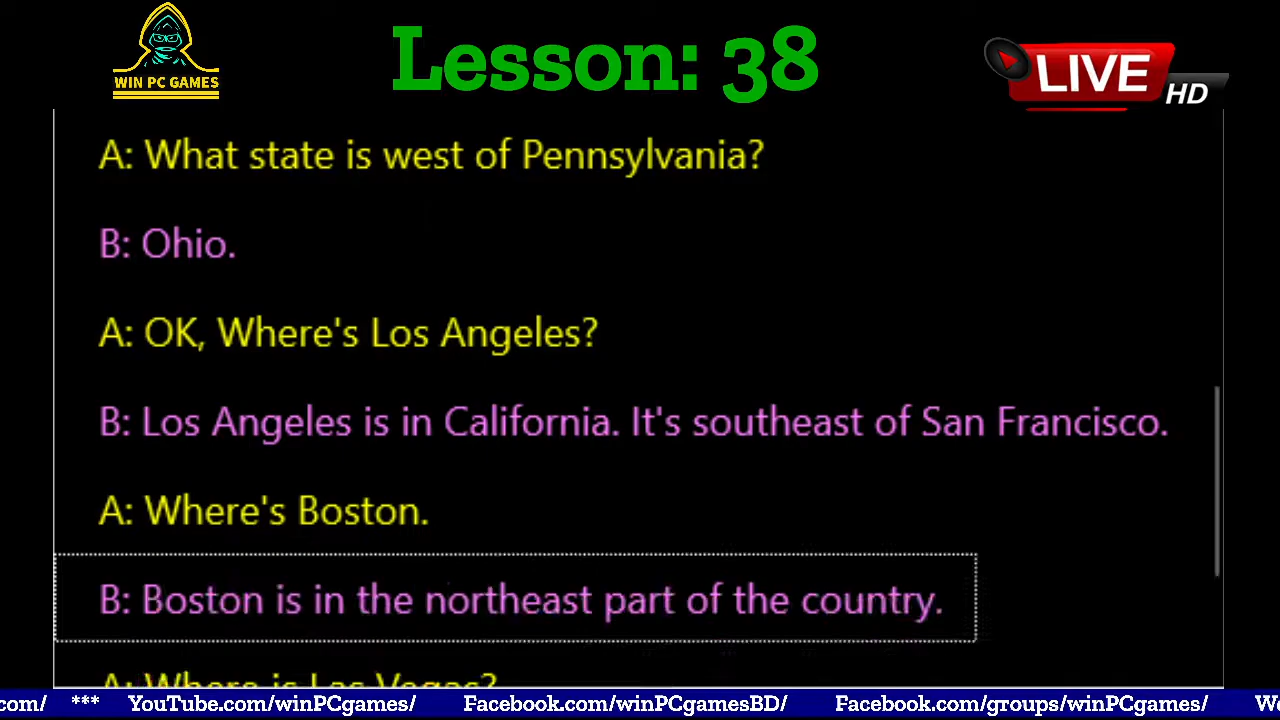 WIN PC GAMES
Lesson: 38
LIVE
HD
A: What state is west of Pennsylvania?
B: Ohio.
A: OK, Where's Los Angeles?
B: Los Angeles is in California. It's southeast of San Francisco.
A: Where's Boston.
B: Boston is in the northeast part of the country.
A: Where is Las Vegas?
com/ *** YouTube.com/winPCgames/ Facebook.com/winPCgamesBD/ Facebook.com/groups/winPCgames/